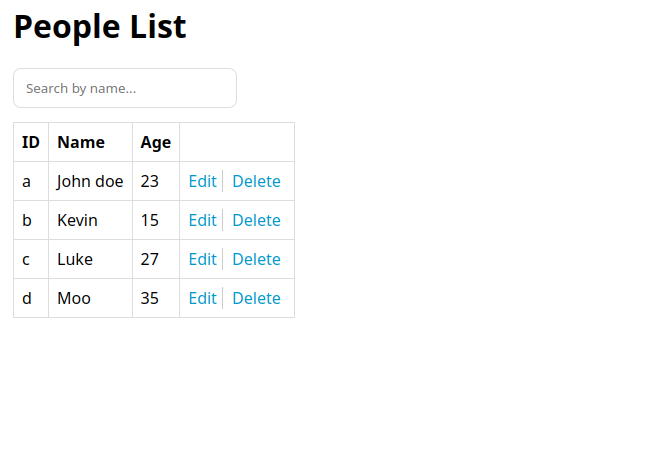 People List
Search by name...
ID Name Age
a John doe 23 Edit Delete
b Kevin 15 Edit Delete
c Luke 27 Edit Delete
d Moo 35 Edit Delete